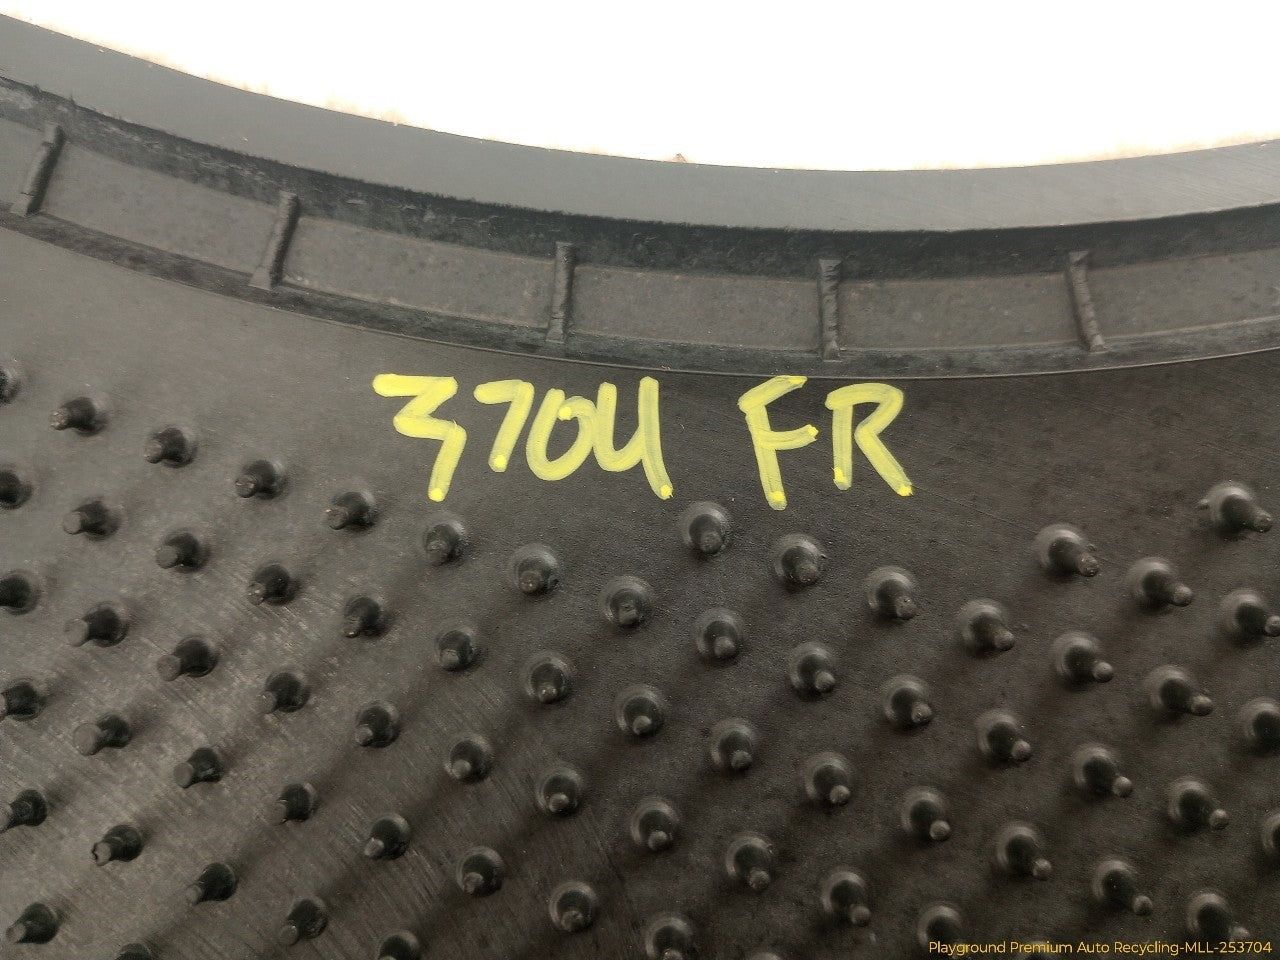 3704 FR
Playground Premium Auto Recycling-MLL-253704